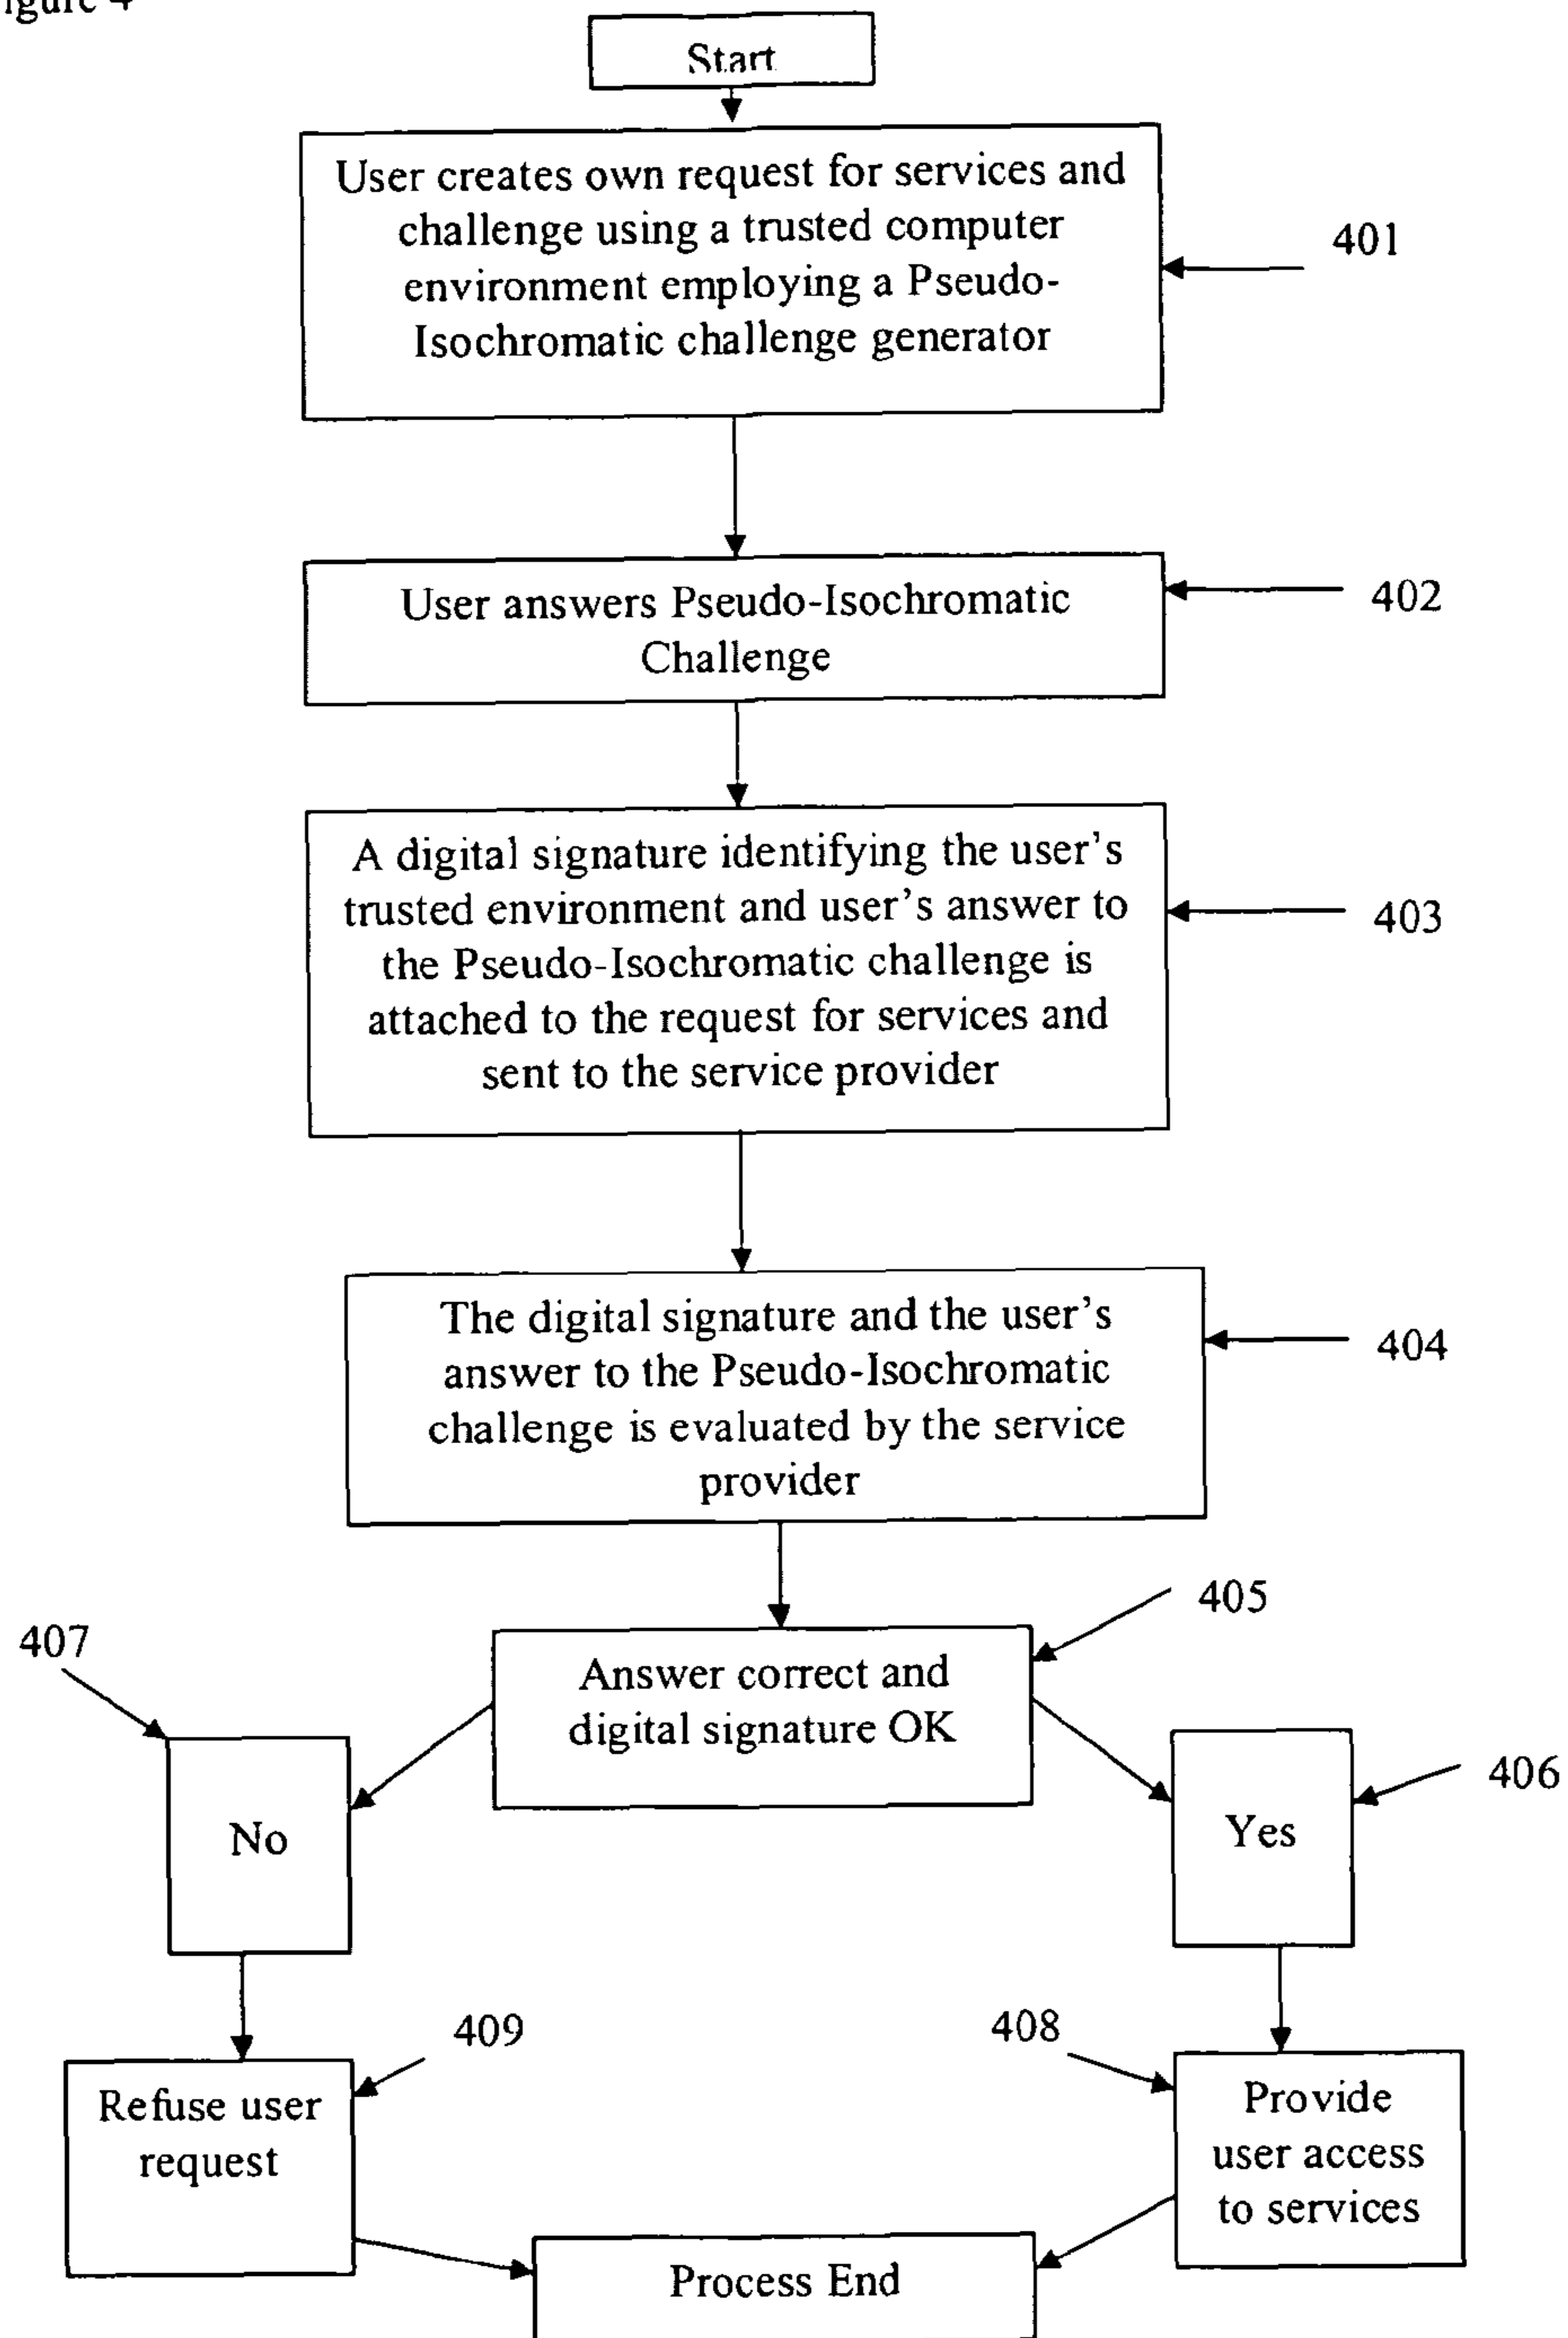 igure 4
Start
User creates own request for services and
challenge using a trusted computer
environment employing a Pseudo-
Isochromatic challenge generator
401
User answers Pseudo-Isochromatic
Challenge
402
A digital signature identifying the user's
trusted environment and user's answer to
the Pseudo-Isochromatic challenge is
attached to the request for services and
sent to the service provider
403
The digital signature and the user's
answer to the Pseudo-Isochromatic
challenge is evaluated by the service
provider
404
405
407
Answer correct and
digital signature OK
406
No
Yes
409
408
Refuse user
request
Provide
user access
to services
Process End